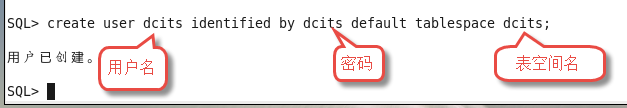 SQL> create user dcits identified by dcits default tablespace dcits;
用户已创建。
用户名
密码
表空间名
SQL>